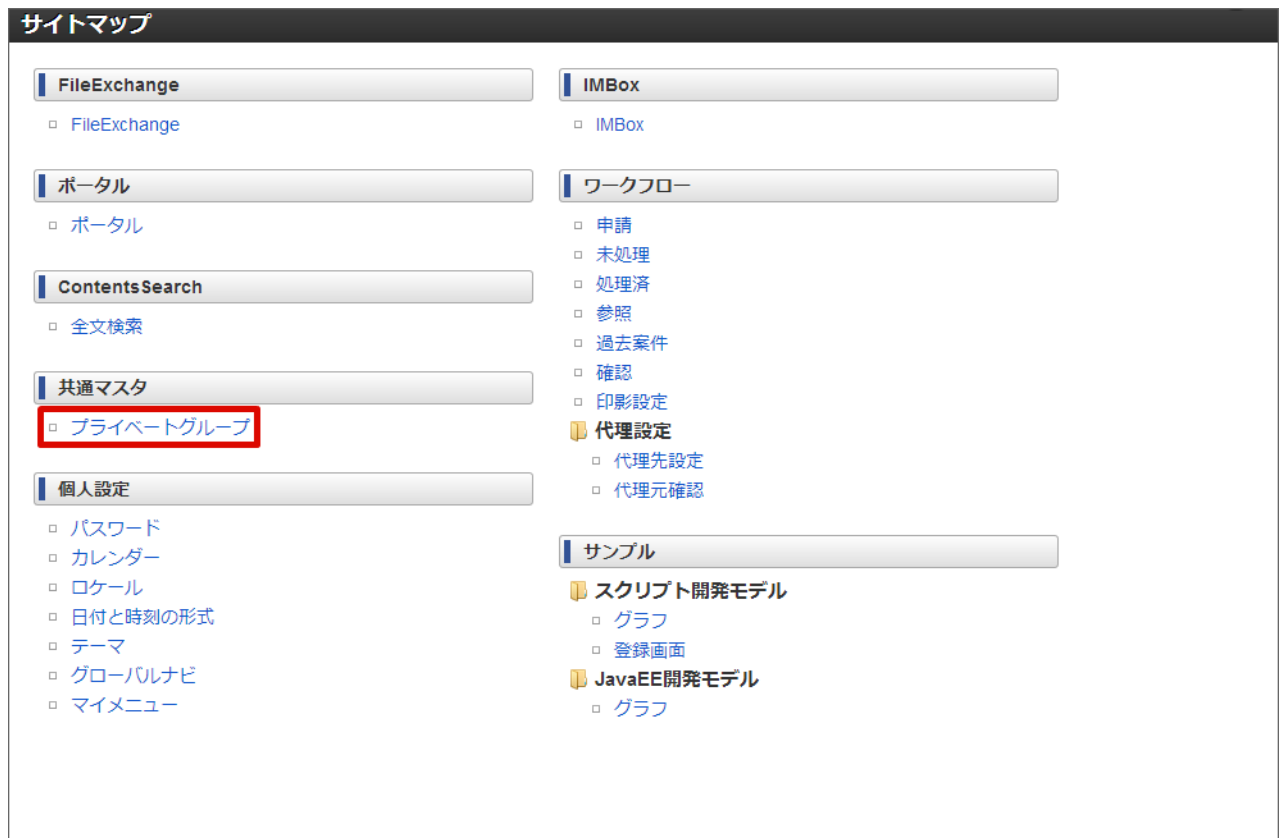 サイトマップ
FileExchange
FileExchange
ポータル
ポータル
ContentsSearch
全文検索
共通マスタ
プライベートグループ
個人設定
パスワード
カレンダー
ロケール
日付と時刻の形式
テーマ
グローバルナビ
マイメニュー
IMBox
IMBox
ワークフロー
申請
未処理
処理済
参照
過去案件
確認
印影設定
代理設定
代理先設定
代理元確認
サンプル
スクリプト開発モデル
グラフ
登録画面
JavaEE開発モデル
グラフ